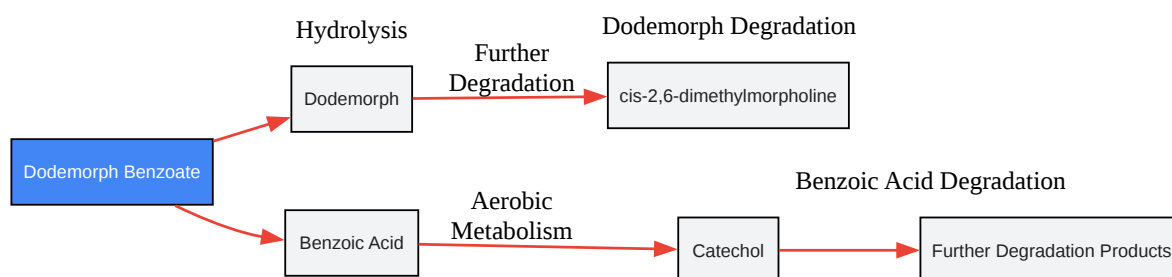 Hydrolysis
Dodemorph Degradation
Further
Degradation
Dodemorph
cis-2,6-dimethylmorpholine
Dodemorph Benzoate
Benzoic Acid Degradation
Aerobic
Metabolism
Benzoic Acid
Catechol
Further Degradation Products